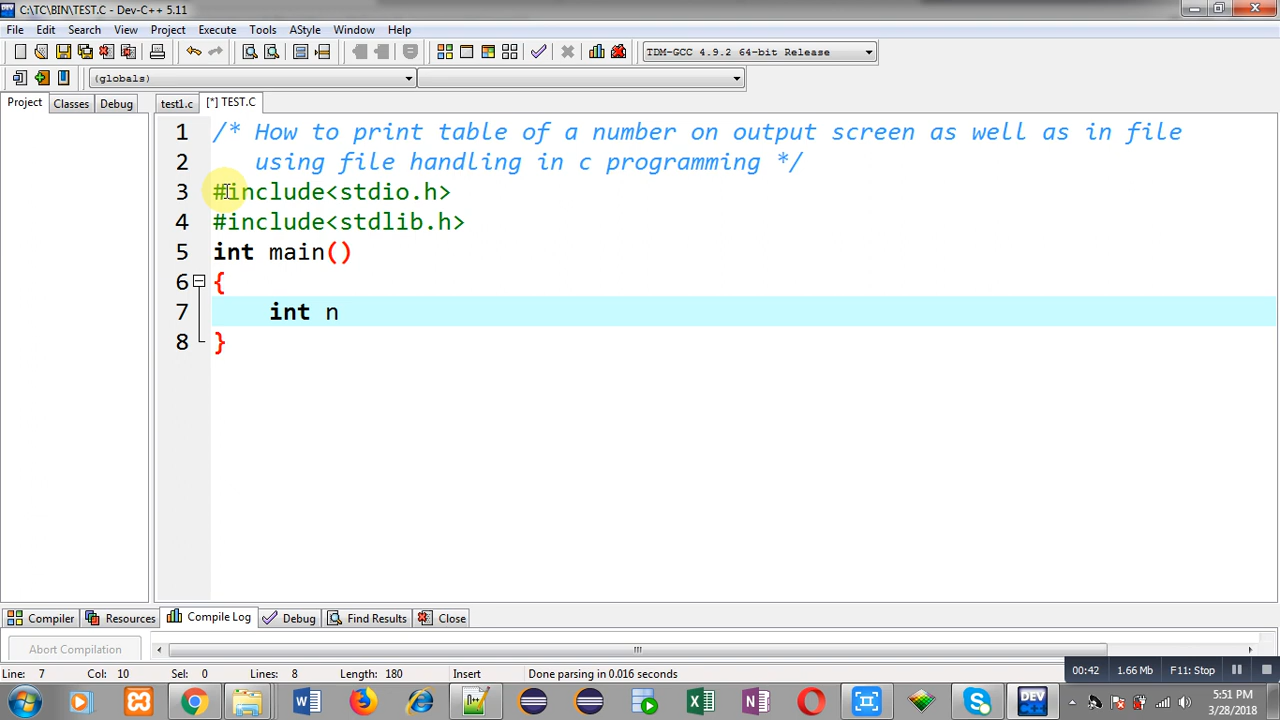 C:\TC\BIN\TEST.C - Dev-C++ 5.11
File Edit Search View Project Execute Tools AStyle Window Help
TDM-GCC 4.9.2 64-bit Release
(globals)
Project Classes Debug test1.c [*] TEST.C
1 /* How to print table of a number on output screen as well as in file
2 using file handling in c programming */
3 #include<stdio.h>
4 #include<stdlib.h>
5 int main()
6 {
7 int n
8 }
Compiler Resources Compile Log Debug Find Results Close
Abort Compilation
Line: 7 Col: 10 Sel: 0 Lines: 8 Length: 180 Insert Done parsing in 0.016 seconds
00:42 1.66 Mb F11: Stop
DEV
5:51 PM
3/28/2018